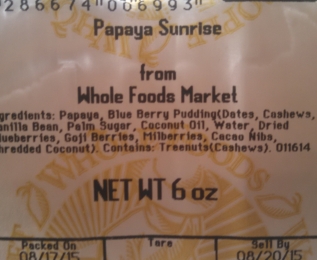 286674 006993
Papaya Sunrise
from
Whole Foods Market
gredients: Papaya, Blue Berry Pudding(Dates, Cashews,
anilla Bean, Palm Sugar, Coconut Oil, Water, Dried
lueberries, Goji Berries, Milberries, Cacao Nibs,
hredded Coconut). Contains: Treenuts(Cashews). 011614
NET WT 6 oz
Packed On Tare Sell By
08/17/15 08/20/15